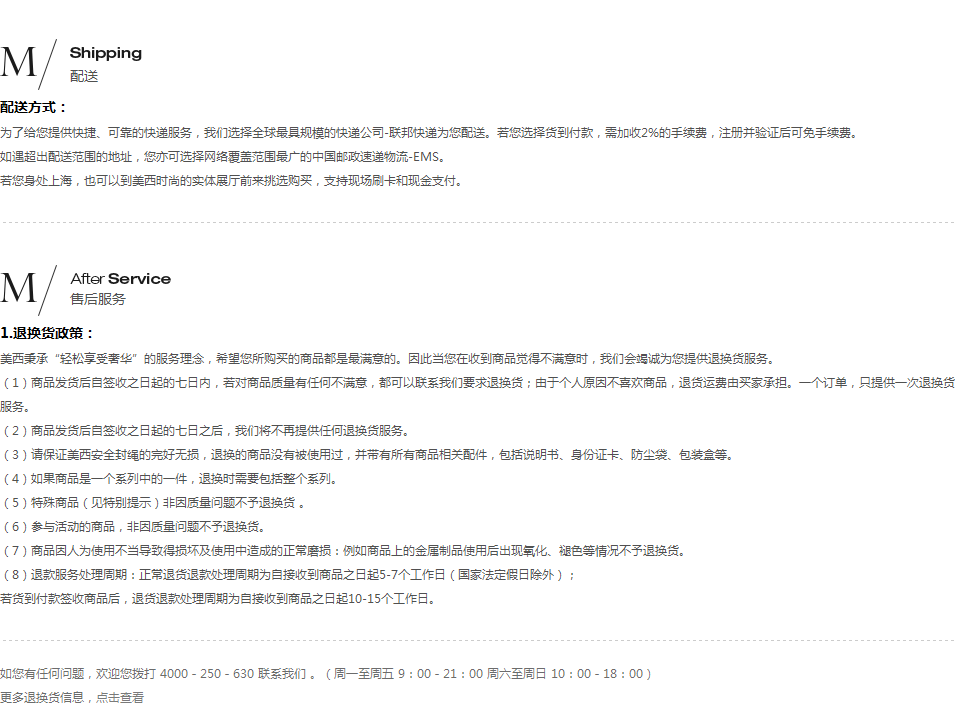 M/ Shipping
配送
配送方式：
为了给您提供快捷、可靠的快递服务，我们选择全球最具规模的快递公司-联邦快递为您配送。若您选择货到付款，需加收2%的手续费，注册并验证后可免手续费。
如遇超出配送范围的地址，您亦可选择网络覆盖范围最广的中国邮政速递物流-EMS。
若您身处上海，也可以到美西时尚的实体展厅前来挑选购买，支持现场刷卡和现金支付。
M/ After Service
售后服务
1.退换货政策：
美西秉承“轻松享受奢华”的服务理念，希望您所购买的商品都是最满意的。因此当您在收到商品觉得不满意时，我们会竭诚为您提供退换货服务。
（1）商品发货后自签收之日起的七日内，若对商品质量有任何不满意，都可以联系我们要求退换货；由于个人原因不喜欢商品，退货运费由买家承担。一个订单，只提供一次退换货
服务。
（2）商品发货后自签收之日起的七日之后，我们将不再提供任何退换货服务。
（3）请保证美西安全封绳的完好无损，退换的商品没有被使用过，并带有所有商品相关配件，包括说明书、身份证卡、防尘袋、包装盒等。
（4）如果商品是一个系列中的一件，退换时需要包括整个系列。
（5）特殊商品（见特别提示）非因质量问题不予退换货 。
（6）参与活动的商品，非因质量问题不予退换货。
（7）商品因人为使用不当导致得损坏及使用中造成的正常磨损：例如商品上的金属制品使用后出现氧化、褪色等情况不予退换货。
（8）退款服务处理周期：正常退货退款处理周期为自接收到商品之日起5-7个工作日（国家法定假日除外）；
若货到付款签收商品后，退货退款处理周期为自接收到商品之日起10-15个工作日。
如您有任何问题，欢迎您拨打 4000 - 250 - 630 联系我们 。（ 周一至周五 9：00 - 21：00 周六至周日 10：00 - 18：00 ）
更多退换货信息，点击查看